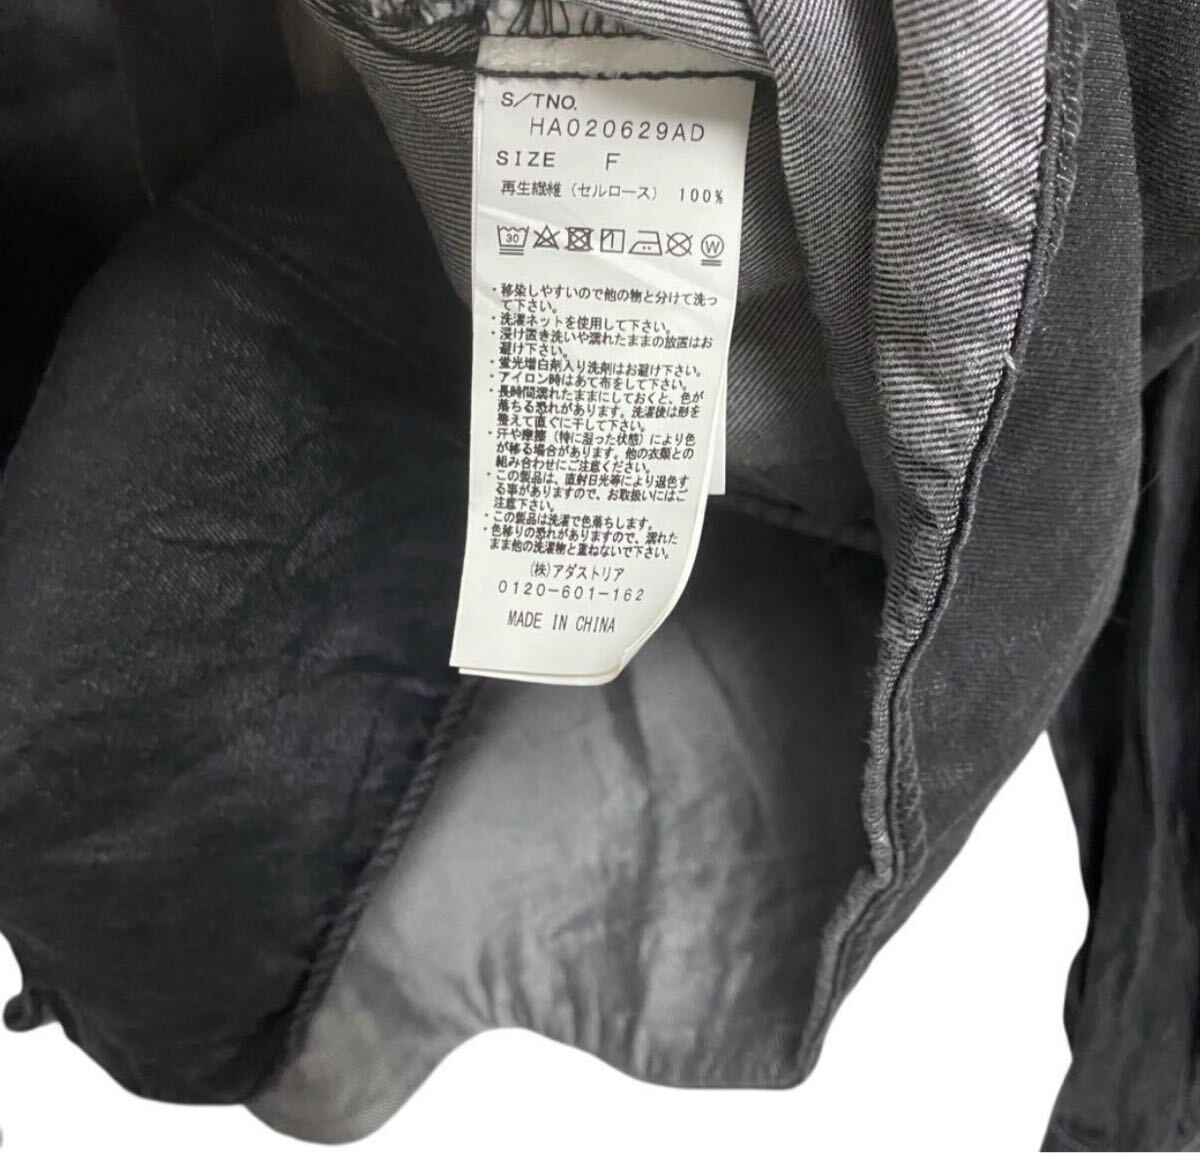 S/TNO.
HA020629AD
SIZE F
再生繊維(セルロース) 100%
30 1 W
・移染しやすいので他の物と分けて洗っ
て下さい。
・洗濯ネットを使用して下さい。
・浸け置き洗いや濡れたままの放置はお
避け下さい。
・蛍光増白剤入り洗剤はお避け下さい。
・アイロン時はあて布をして下さい。
・長時間濡れたままにしておくと、色が
落ちる恐れがあります。洗濯後は形を
整えて直ぐに干して下さい。
・汗や摩擦(特に湿った状態)により色
が移る場合があります。他の衣類との
組み合わせにご注意ください。
・この製品は、直射日光等により退色す
る事がありますので、お取扱いにはご
注意下さい。
・この製品は洗濯で色落ちします。
・色移りの恐れがありますので、濡れた
まま他の洗濯物と重ねないで下さい。
(株)アダストリア
0120-601-162
MADE IN CHINA